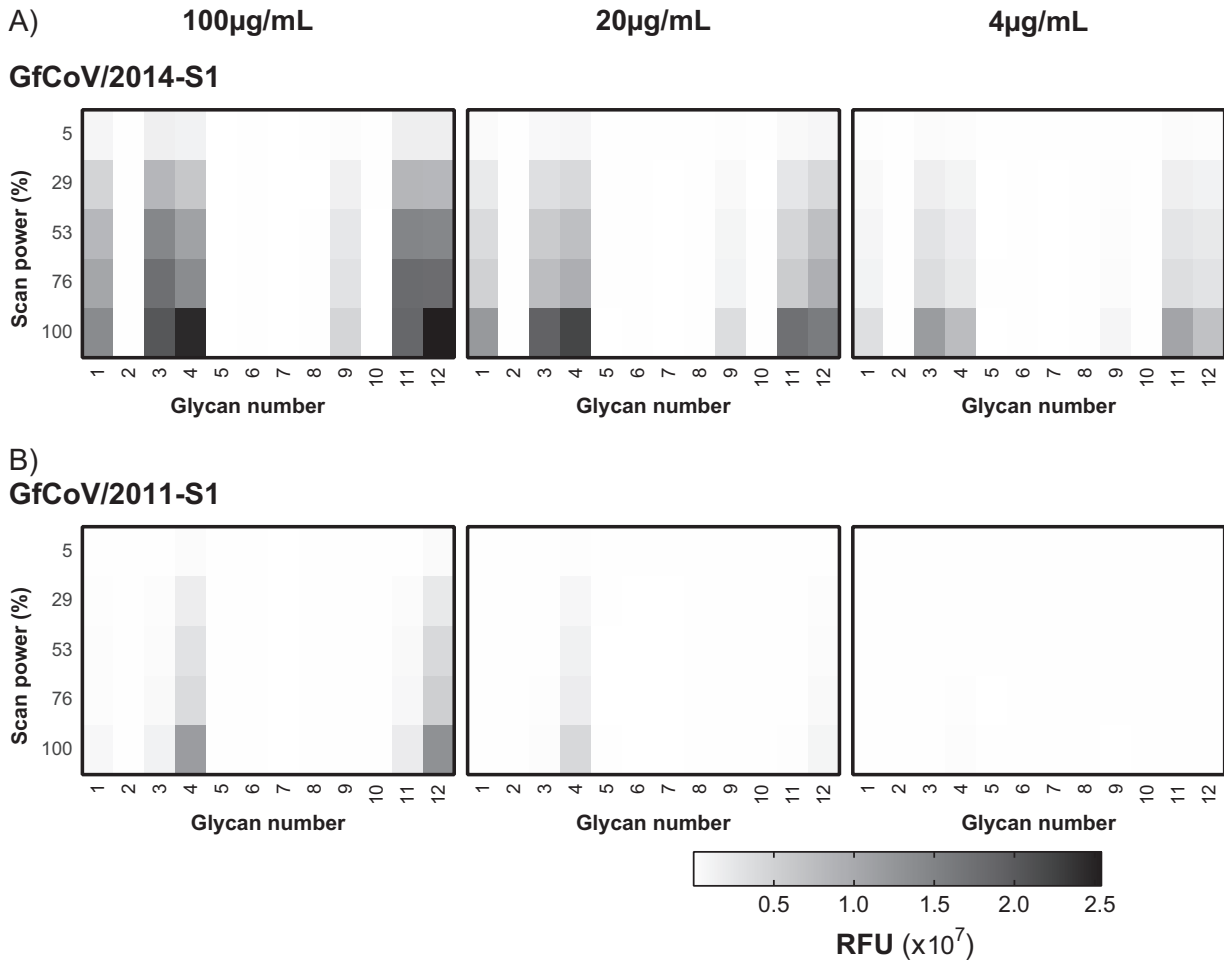 A) 100µg/mL 20µg/mL 4µg/mL
GfCoV/2014-S1
Scan power (%)
5
29
53
76
100
1 2 3 4 5 6 7 8 9 10 11 12 1 2 3 4 5 6 7 8 9 10 11 12 1 2 3 4 5 6 7 8 9 10 11 12
Glycan number Glycan number Glycan number
B)
GfCoV/2011-S1
Scan power (%)
5
29
53
76
100
1 2 3 4 5 6 7 8 9 10 11 12 1 2 3 4 5 6 7 8 9 10 11 12 1 2 3 4 5 6 7 8 9 10 11 12
Glycan number Glycan number Glycan number
0.5 1.0 1.5 2.0 2.5
RFU (x10⁷)